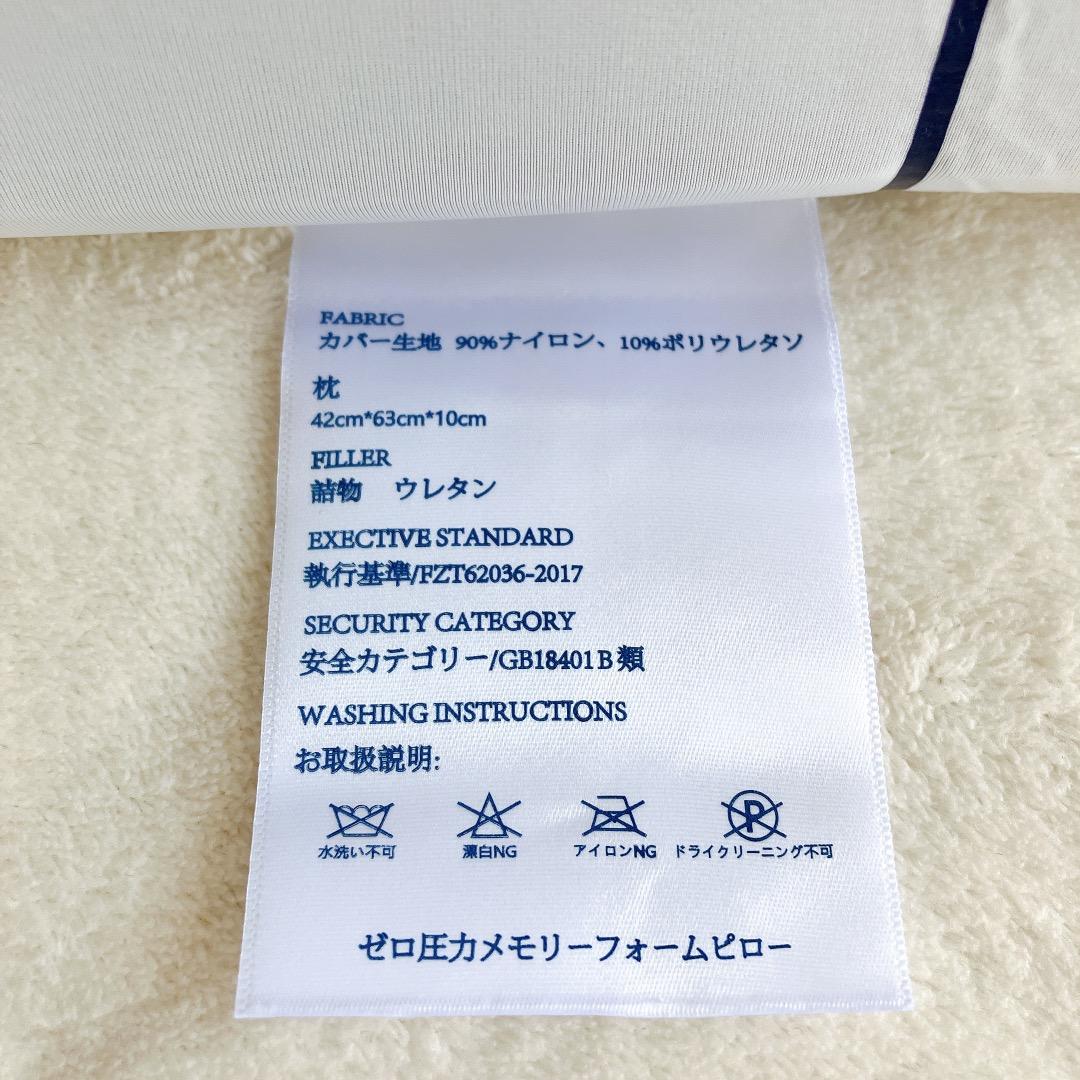 FABRIC
カバー生地 90%ナイロン、10%ポリウレタソ
枕
42cm*63cm*10cm
FILLER
詰物 ウレタン
EXECTIVE STANDARD
執行基準/FZT62036-2017
SECURITY CATEGORY
安全カテゴリー/GB18401 B類
WASHING INSTRUCTIONS
お取扱説明:
P
水洗い不可 漂白NG アイロンNG ドライクリーニング不可
ゼロ圧力メモリーフォームピロー